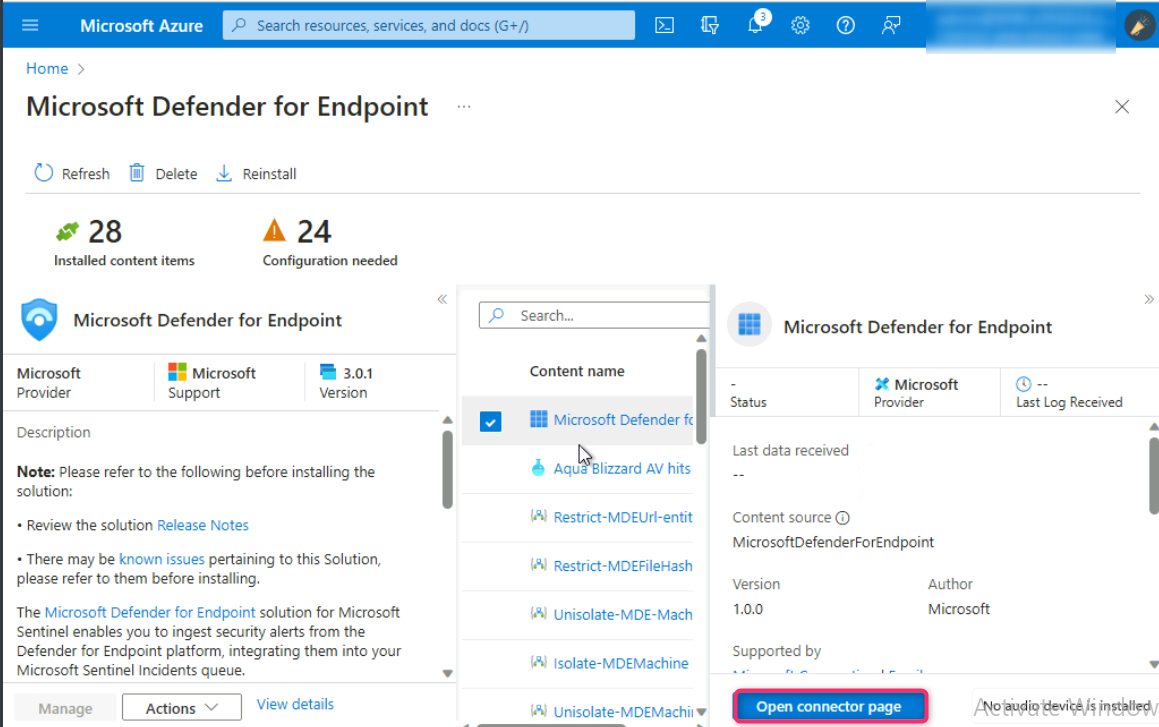 Microsoft Azure
Search resources, services, and docs (G+/)
3
Home >
Microsoft Defender for Endpoint ...
Refresh Delete Reinstall
28
Installed content items
24
Configuration needed
Microsoft Defender for Endpoint
Microsoft
Provider
Microsoft
Support
3.0.1
Version
Description
Note: Please refer to the following before installing the
solution:
• Review the solution Release Notes
• There may be known issues pertaining to this Solution,
please refer to them before installing.
The Microsoft Defender for Endpoint solution for Microsoft
Sentinel enables you to ingest security alerts from the
Defender for Endpoint platform, integrating them into your
Microsoft Sentinel Incidents queue.
Manage Actions View details
Search...
Content name
Microsoft Defender fo
Aqua Blizzard AV hits
Restrict-MDEUrl-entit
Restrict-MDEFileHash
Unisolate-MDE-Mach
Isolate-MDEMachine
Unisolate-MDEMachi
Microsoft Defender for Endpoint
-
Status
Microsoft
Provider
--
Last Log Received
Last data received
--
Content source
MicrosoftDefenderForEndpoint
Version
1.0.0
Author
Microsoft
Supported by
Open connector page
Activate Window
No audio device is installed